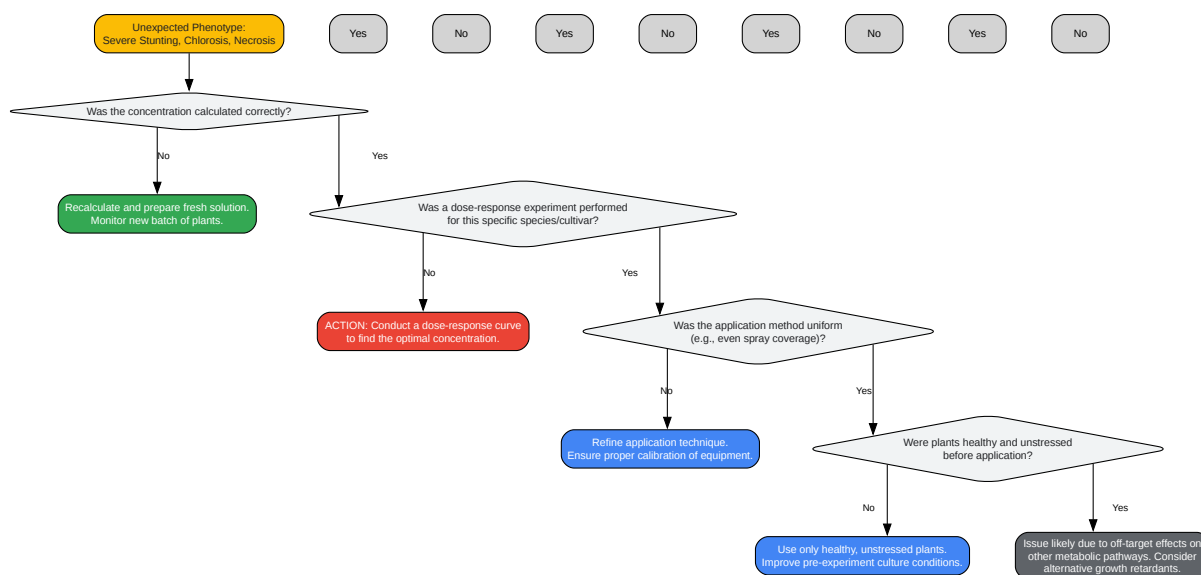 Unexpected Phenotype:
Severe Stunting, Chlorosis, Necrosis
Yes
No
Yes
No
Yes
No
Yes
No
Was the concentration calculated correctly?
No
Yes
Recalculate and prepare fresh solution.
Monitor new batch of plants.
Was a dose-response experiment performed
for this specific species/cultivar?
No
Yes
ACTION: Conduct a dose-response curve
to find the optimal concentration.
Was the application method uniform
(e.g., even spray coverage)?
No
Yes
Refine application technique.
Ensure proper calibration of equipment.
Were plants healthy and unstressed
before application?
No
Yes
Use only healthy, unstressed plants.
Improve pre-experiment culture conditions.
Issue likely due to off-target effects on
other metabolic pathways. Consider
alternative growth retardants.